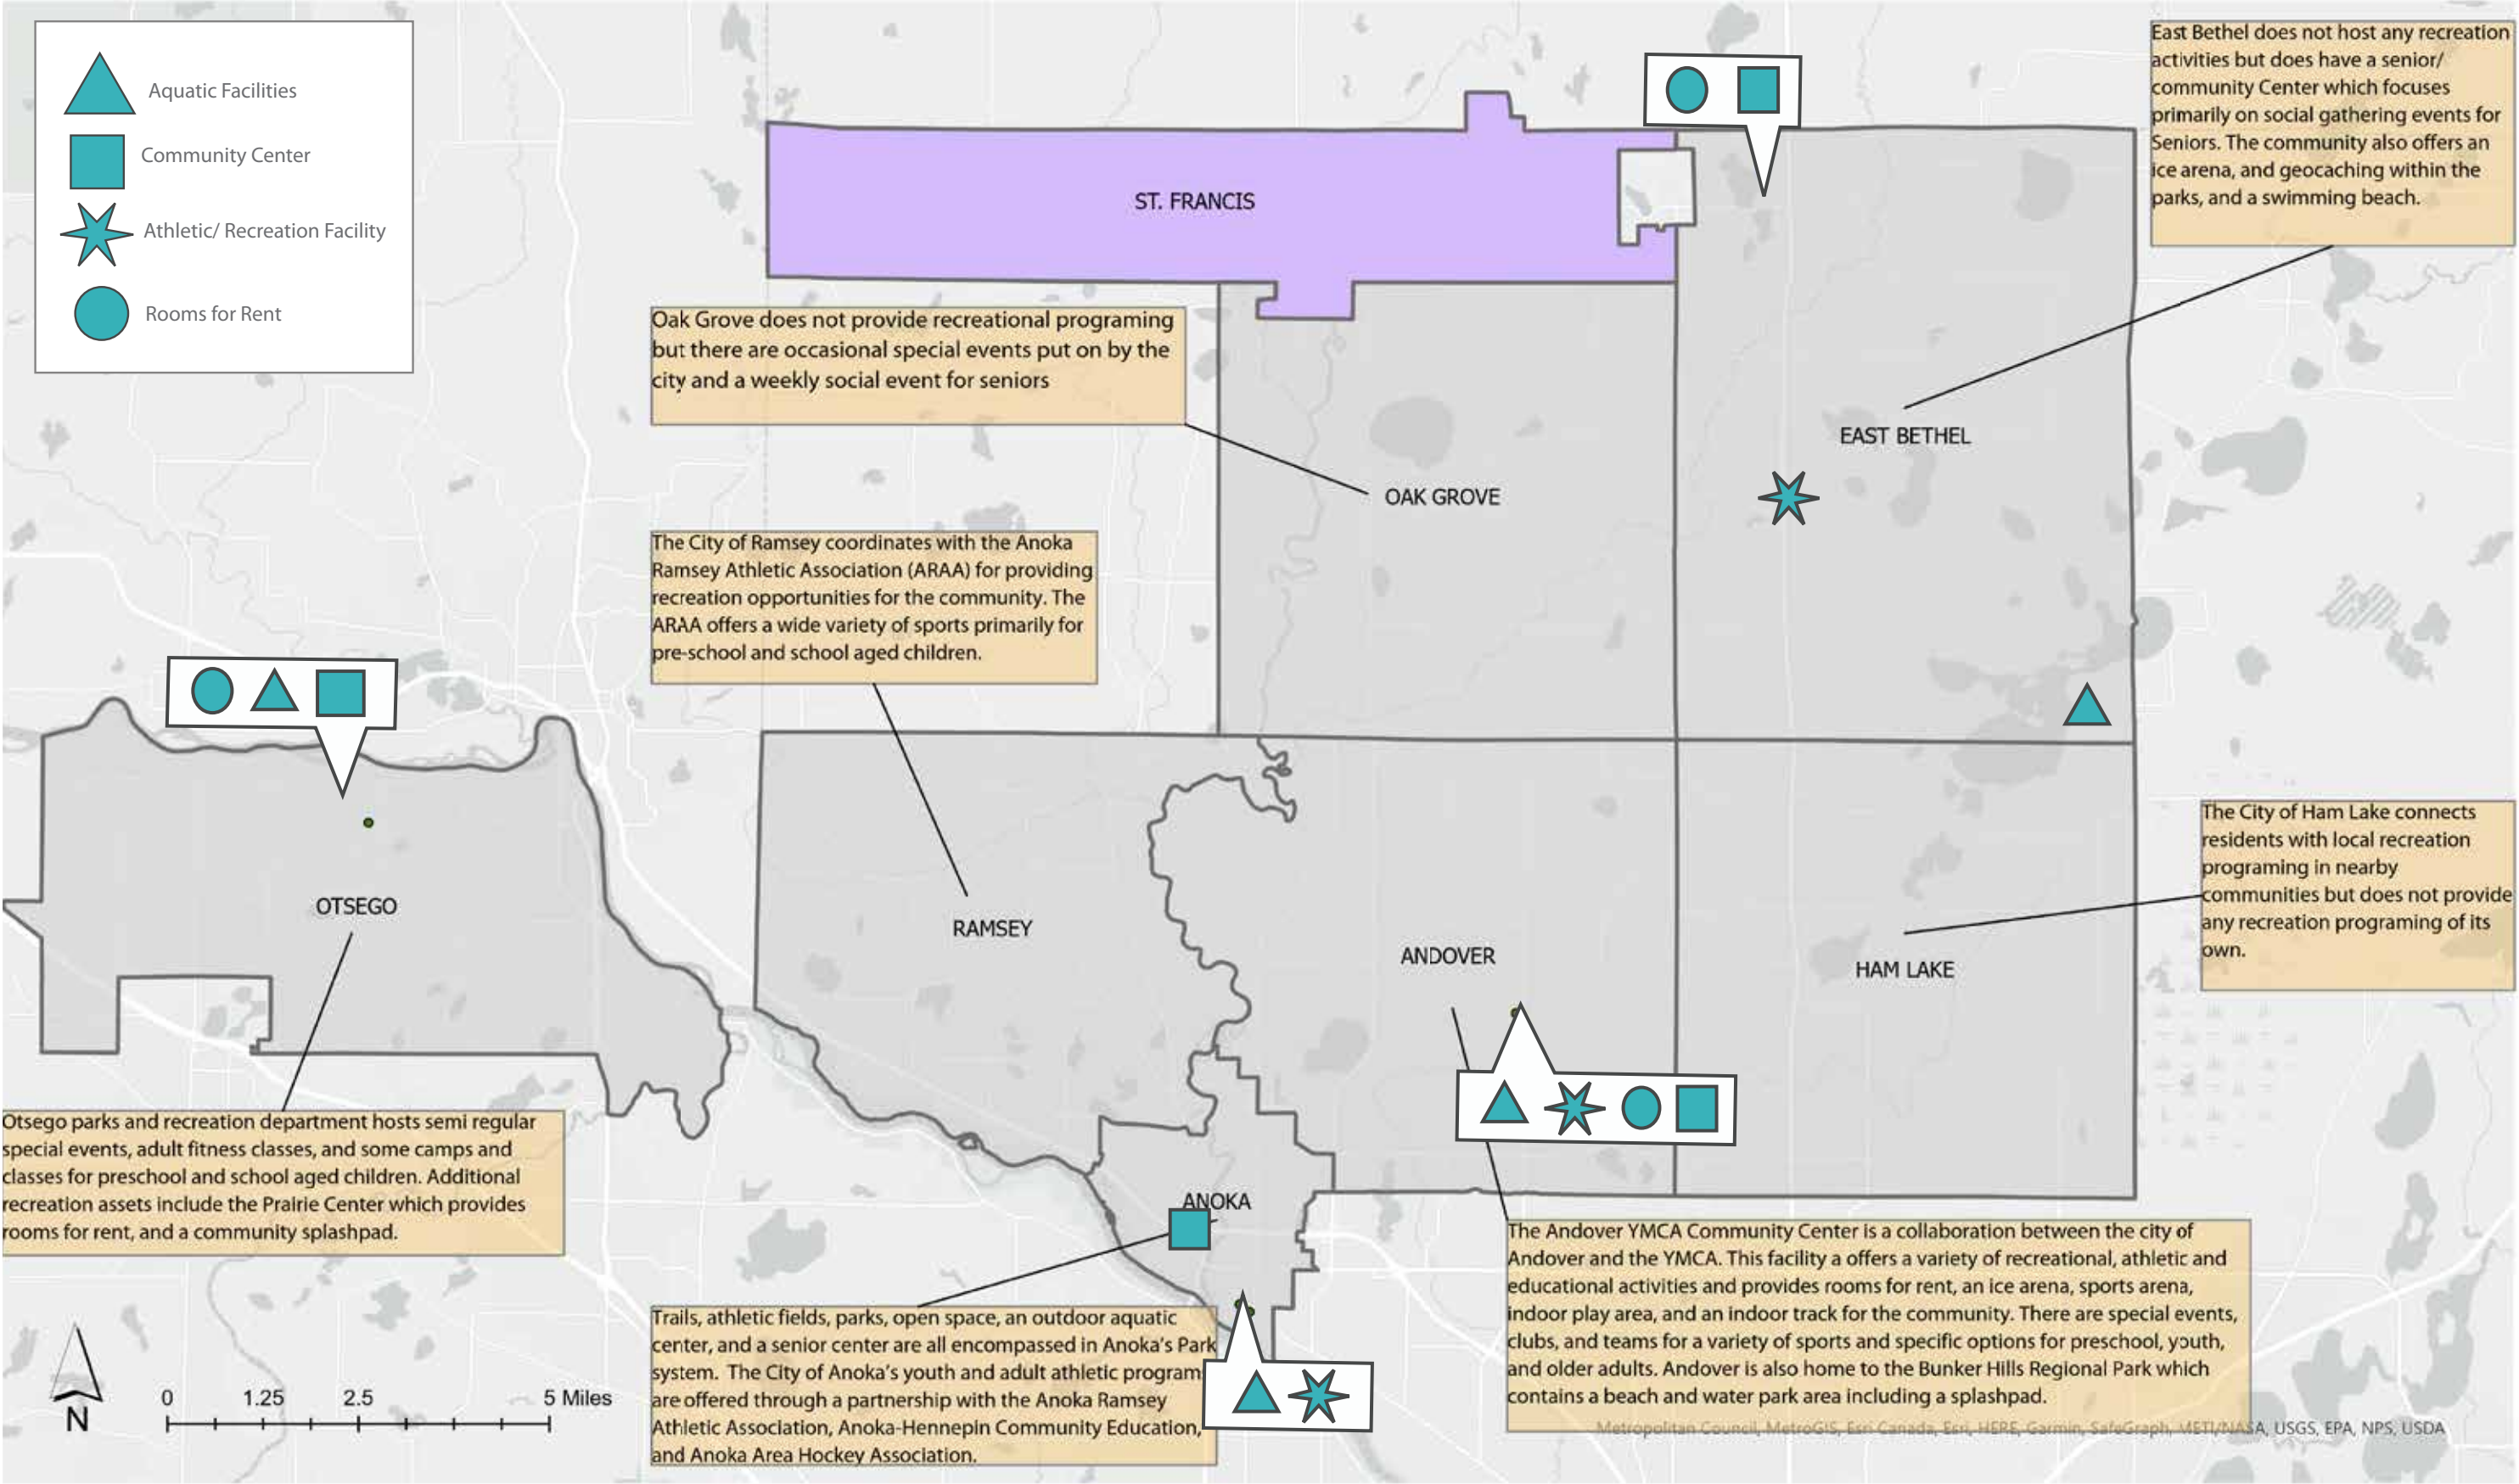 Aquatic Facilities
Community Center
Athletic/ Recreation Facility
Rooms for Rent
East Bethel does not host any recreation
activities but does have a senior/
community Center which focuses
primarily on social gathering events for
Seniors. The community also offers an
ice arena, and geocaching within the
parks, and a swimming beach.
ST. FRANCIS
Oak Grove does not provide recreational programing
but there are occasional special events put on by the
city and a weekly social event for seniors
EAST BETHEL
OAK GROVE
The City of Ramsey coordinates with the Anoka
Ramsey Athletic Association (ARAA) for providing
recreation opportunities for the community. The
ARAA offers a wide variety of sports primarily for
pre-school and school aged children.
The City of Ham Lake connects
residents with local recreation
programing in nearby
communities but does not provide
any recreation programing of its
own.
OTSEGO
RAMSEY
ANDOVER
HAM LAKE
Otsego parks and recreation department hosts semi regular
special events, adult fitness classes, and some camps and
classes for preschool and school aged children. Additional
recreation assets include the Prairie Center which provides
rooms for rent, and a community splashpad.
ANOKA
The Andover YMCA Community Center is a collaboration between the city of
Andover and the YMCA. This facility a offers a variety of recreational, athletic and
educational activities and provides rooms for rent, an ice arena, sports arena,
indoor play area, and an indoor track for the community. There are special events,
clubs, and teams for a variety of sports and specific options for preschool, youth,
and older adults. Andover is also home to the Bunker Hills Regional Park which
contains a beach and water park area including a splashpad.
Trails, athletic fields, parks, open space, an outdoor aquatic
center, and a senior center are all encompassed in Anoka's Park
system. The City of Anoka's youth and adult athletic program
are offered through a partnership with the Anoka Ramsey
Athletic Association, Anoka-Hennepin Community Education,
and Anoka Area Hockey Association.
N
0 1.25 2.5 5 Miles
Metropolitan Council, MetroGIS, Esri Canada, Esri, HERE, Garmin, SafeGraph, METI/NASA, USGS, EPA, NPS, USDA